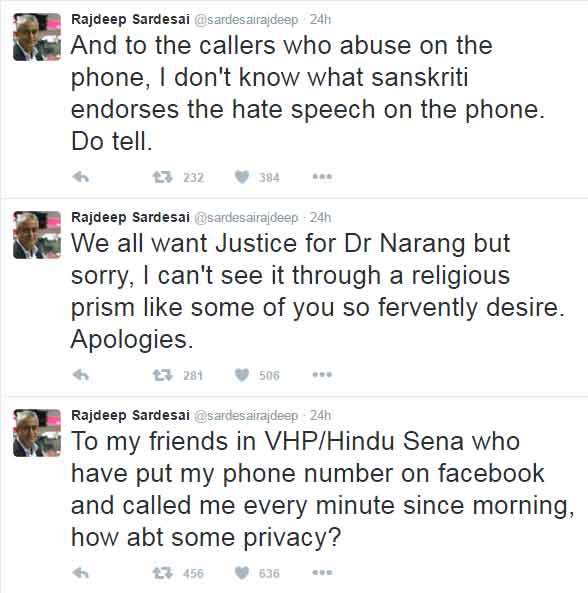 Rajdeep Sardesai @sardesairajdeep · 24h
And to the callers who abuse on the
phone, I don't know what sanskriti
endorses the hate speech on the phone.
Do tell.
232 384
Rajdeep Sardesai @sardesairajdeep · 24h
We all want Justice for Dr Narang but
sorry, I can't see it through a religious
prism like some of you so fervently desire.
Apologies.
281 506
Rajdeep Sardesai @sardesairajdeep · 24h
To my friends in VHP/Hindu Sena who
have put my phone number on facebook
and called me every minute since morning,
how abt some privacy?
456 636